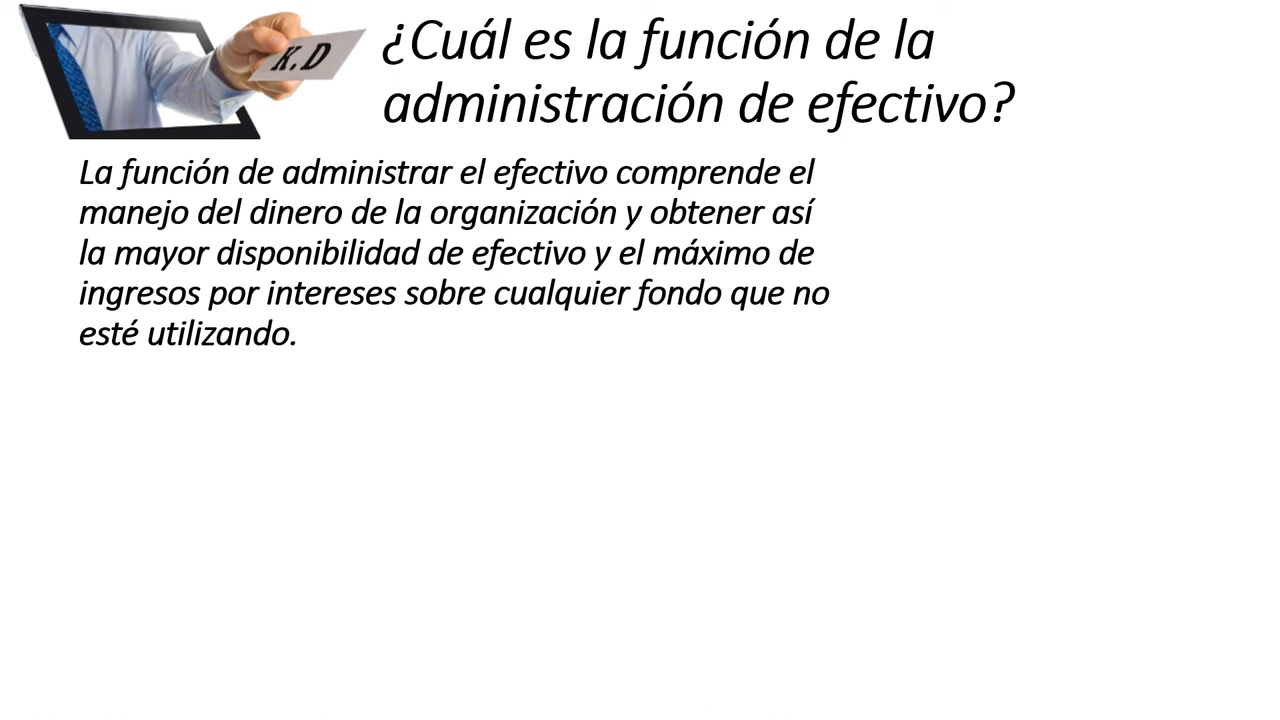 K.D
¿Cuál es la función de la
administración de efectivo?
La función de administrar el efectivo comprende el
manejo del dinero de la organización y obtener así
la mayor disponibilidad de efectivo y el máximo de
ingresos por intereses sobre cualquier fondo que no
esté utilizando.